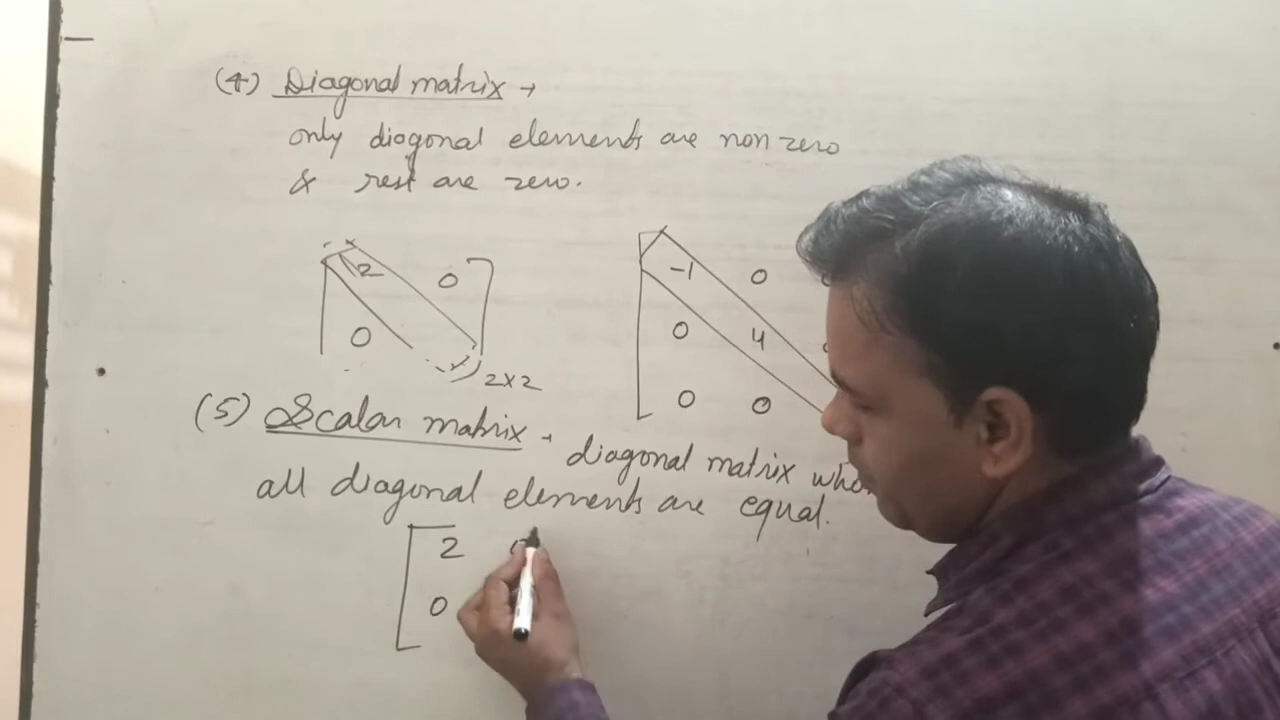 (4) Diagonal matrix →
only diagonal elements are non zero
& rest are zero.
2 0
0
2×2
-1 0
0 4
0 0
(5) Scalar matrix → diagonal matrix
all diagonal elements are equal.
2
0